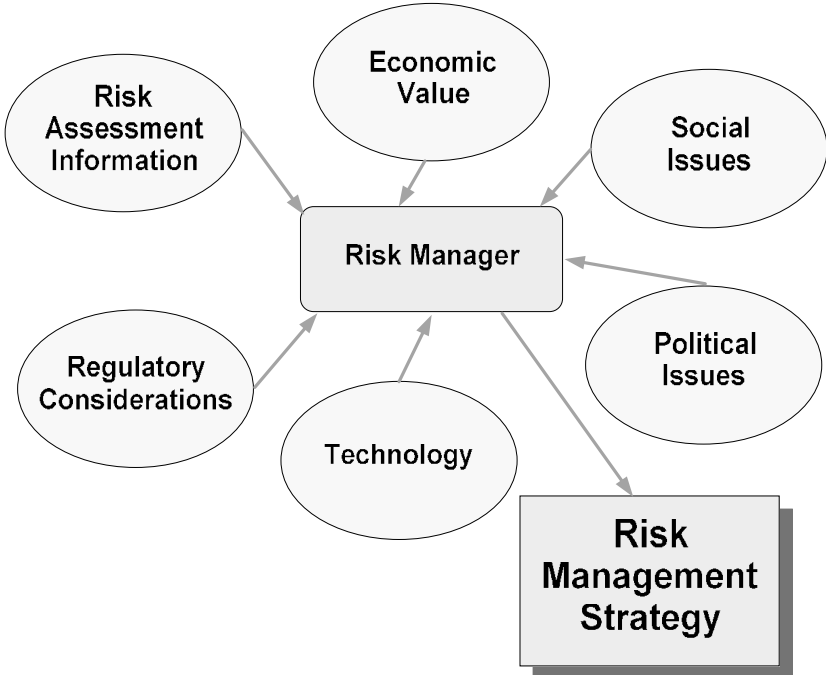 Economic
Value
Risk
Assessment
Information
Social
Issues
Risk Manager
Regulatory
Considerations
Political
Issues
Technology
Risk
Management
Strategy